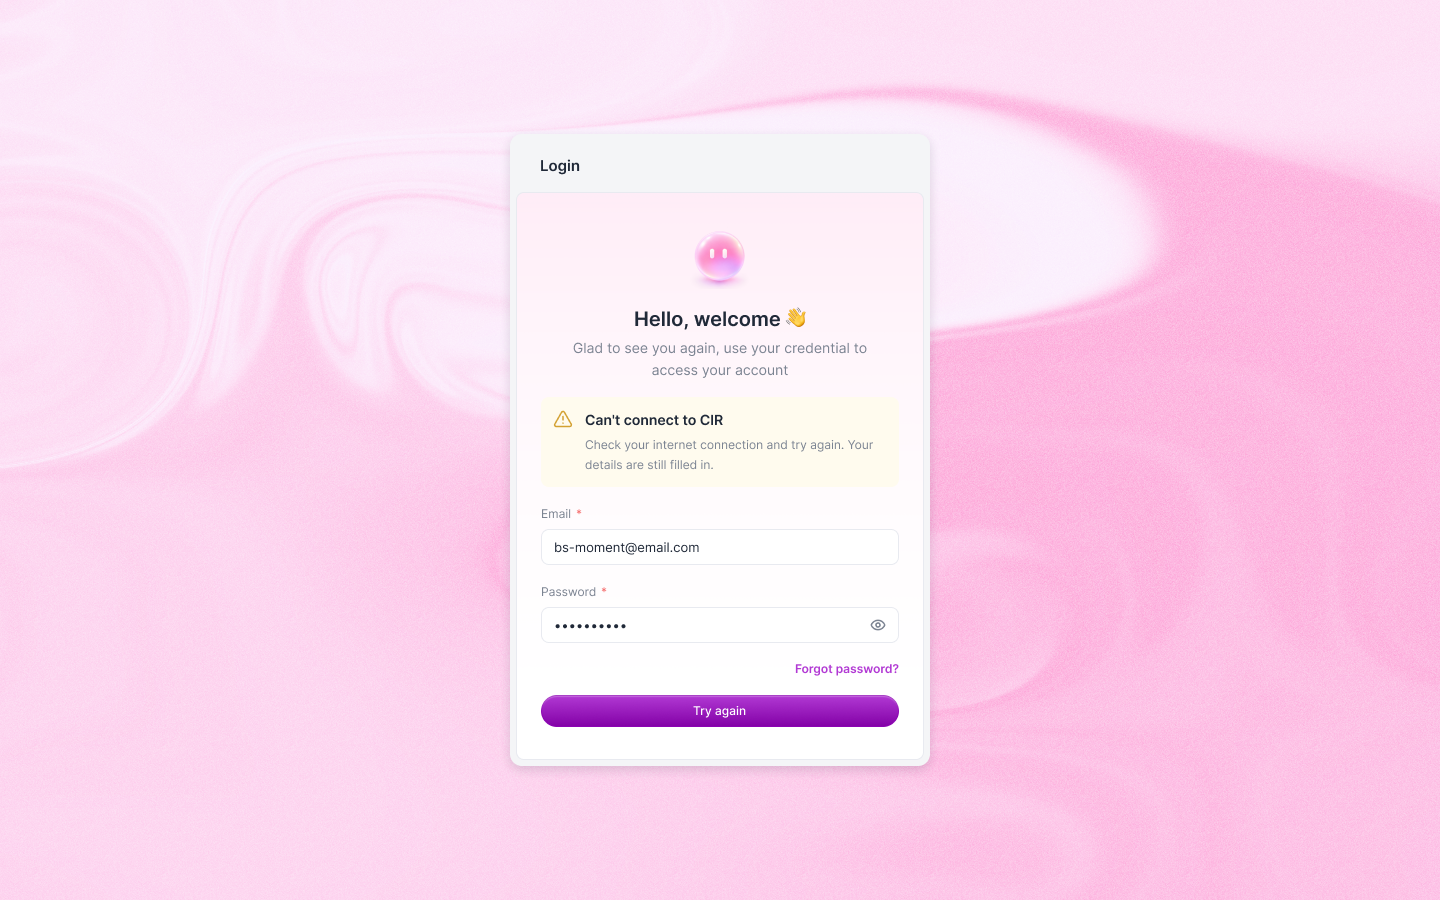 Login
Hello, welcome 👋
Glad to see you again, use your credential to
access your account
Can't connect to CIR
Check your internet connection and try again. Your
details are still filled in.
Email *
bs-moment@email.com
Password *
••••••••••
Forgot password?
Try again